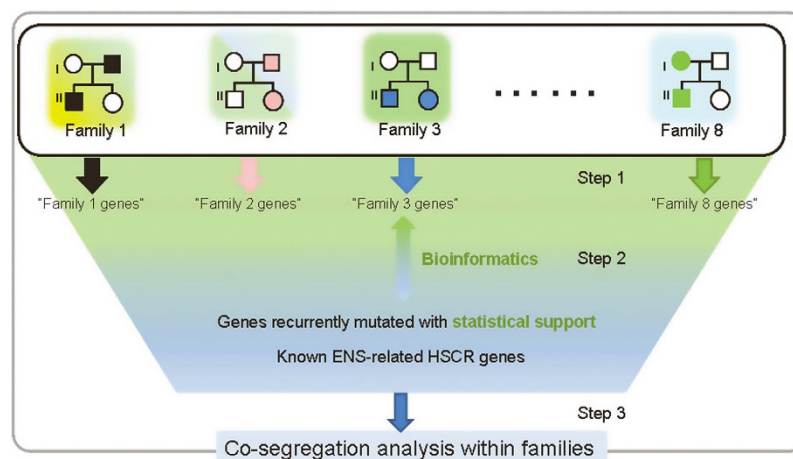 I
II
Family 1
I
II
Family 2
I
II
Family 3
......
I
II
Family 8
Step 1
"Family 1 genes"
"Family 2 genes"
"Family 3 genes"
"Family 8 genes"
Bioinformatics
Step 2
Genes recurrently mutated with statistical support
Known ENS-related HSCR genes
Step 3
Co-segregation analysis within families